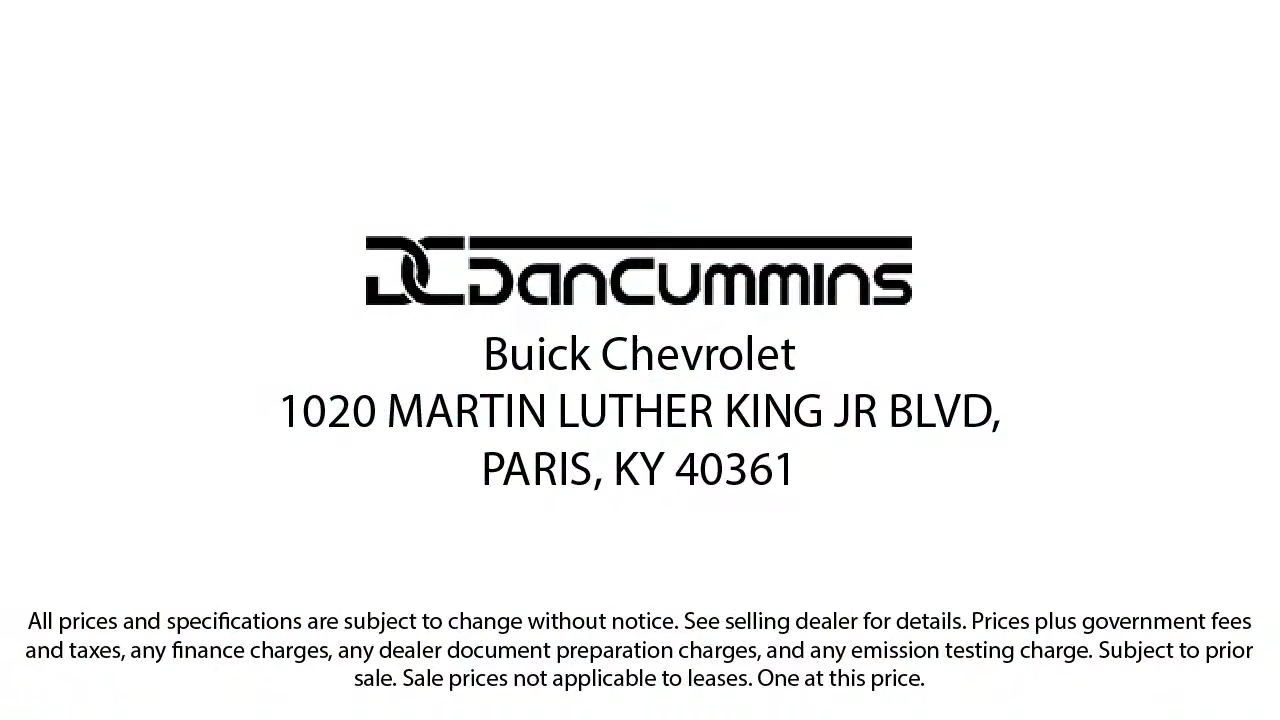 DC DanCummins
Buick Chevrolet
1020 MARTIN LUTHER KING JR BLVD,
PARIS, KY 40361
All prices and specifications are subject to change without notice. See selling dealer for details. Prices plus government fees
and taxes, any finance charges, any dealer document preparation charges, and any emission testing charge. Subject to prior
sale. Sale prices not applicable to leases. One at this price.